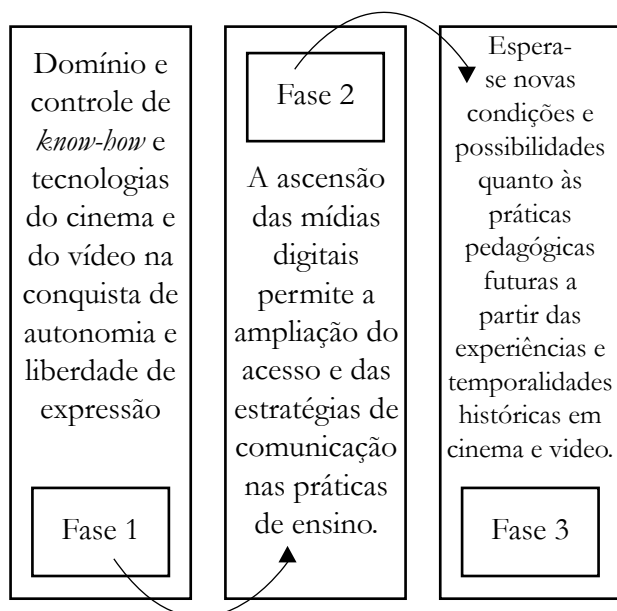 Domínio e
controle de
know-how e
tecnologias
do cinema e
do vídeo na
conquista de
autonomia e
liberdade de
expressão
Fase 1
Fase 2
A ascensão
das mídias
digitais
permite a
ampliação do
acesso e das
estratégias de
comunicação
nas práticas
de ensino.
Espera-
se novas
condições e
possibilidades
quanto às
práticas
pedagógicas
futuras a
partir das
experiências e
temporalidades
históricas em
cinema e video.
Fase 3